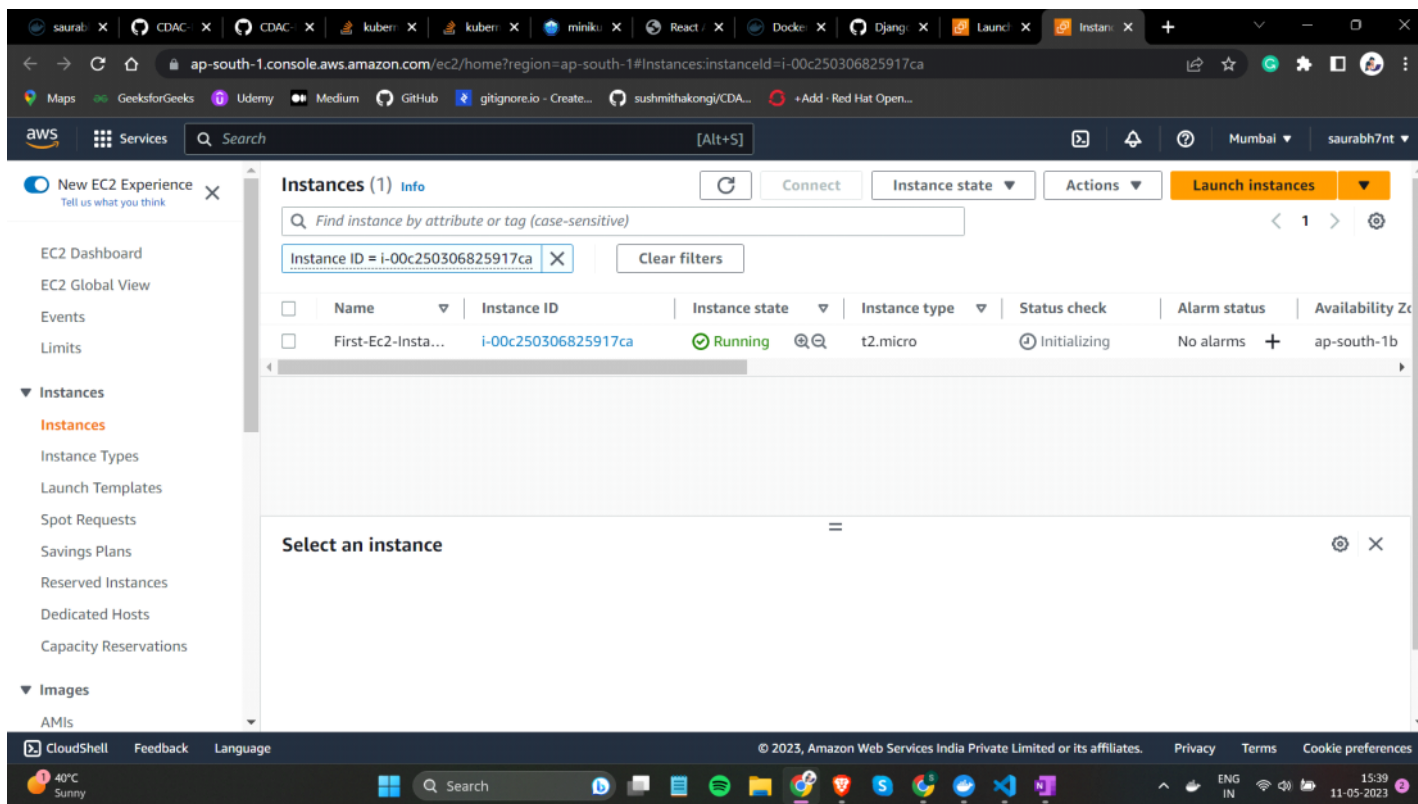 saurab CDAC- CDAC- kubern kubern miniku React / Docke Django Launch Instanc
ap-south-1.console.aws.amazon.com/ec2/home?region=ap-south-1#Instances:instanceId=i-00c250306825917ca
Maps GeeksforGeeks Udemy Medium GitHub gitignore.io - Create... sushmithakongi/CDA... +Add - Red Hat Open...
aws Services Search [Alt+S] Mumbai saurabh7nt
New EC2 Experience
Tell us what you think
EC2 Dashboard
EC2 Global View
Events
Limits
Instances
Instances
Instance Types
Launch Templates
Spot Requests
Savings Plans
Reserved Instances
Dedicated Hosts
Capacity Reservations
Images
AMIs
Instances (1) Info Connect Instance state Actions Launch instances
Find instance by attribute or tag (case-sensitive) 1
Instance ID = i-00c250306825917ca Clear filters
Name Instance ID Instance state Instance type Status check Alarm status Availability Zo
First-Ec2-Insta... i-00c250306825917ca Running t2.micro Initializing No alarms ap-south-1b
Select an instance
CloudShell Feedback Language © 2023, Amazon Web Services India Private Limited or its affiliates. Privacy Terms Cookie preferences
1 40°C
Sunny
Search
ENG
IN
15:39
11-05-2023 2